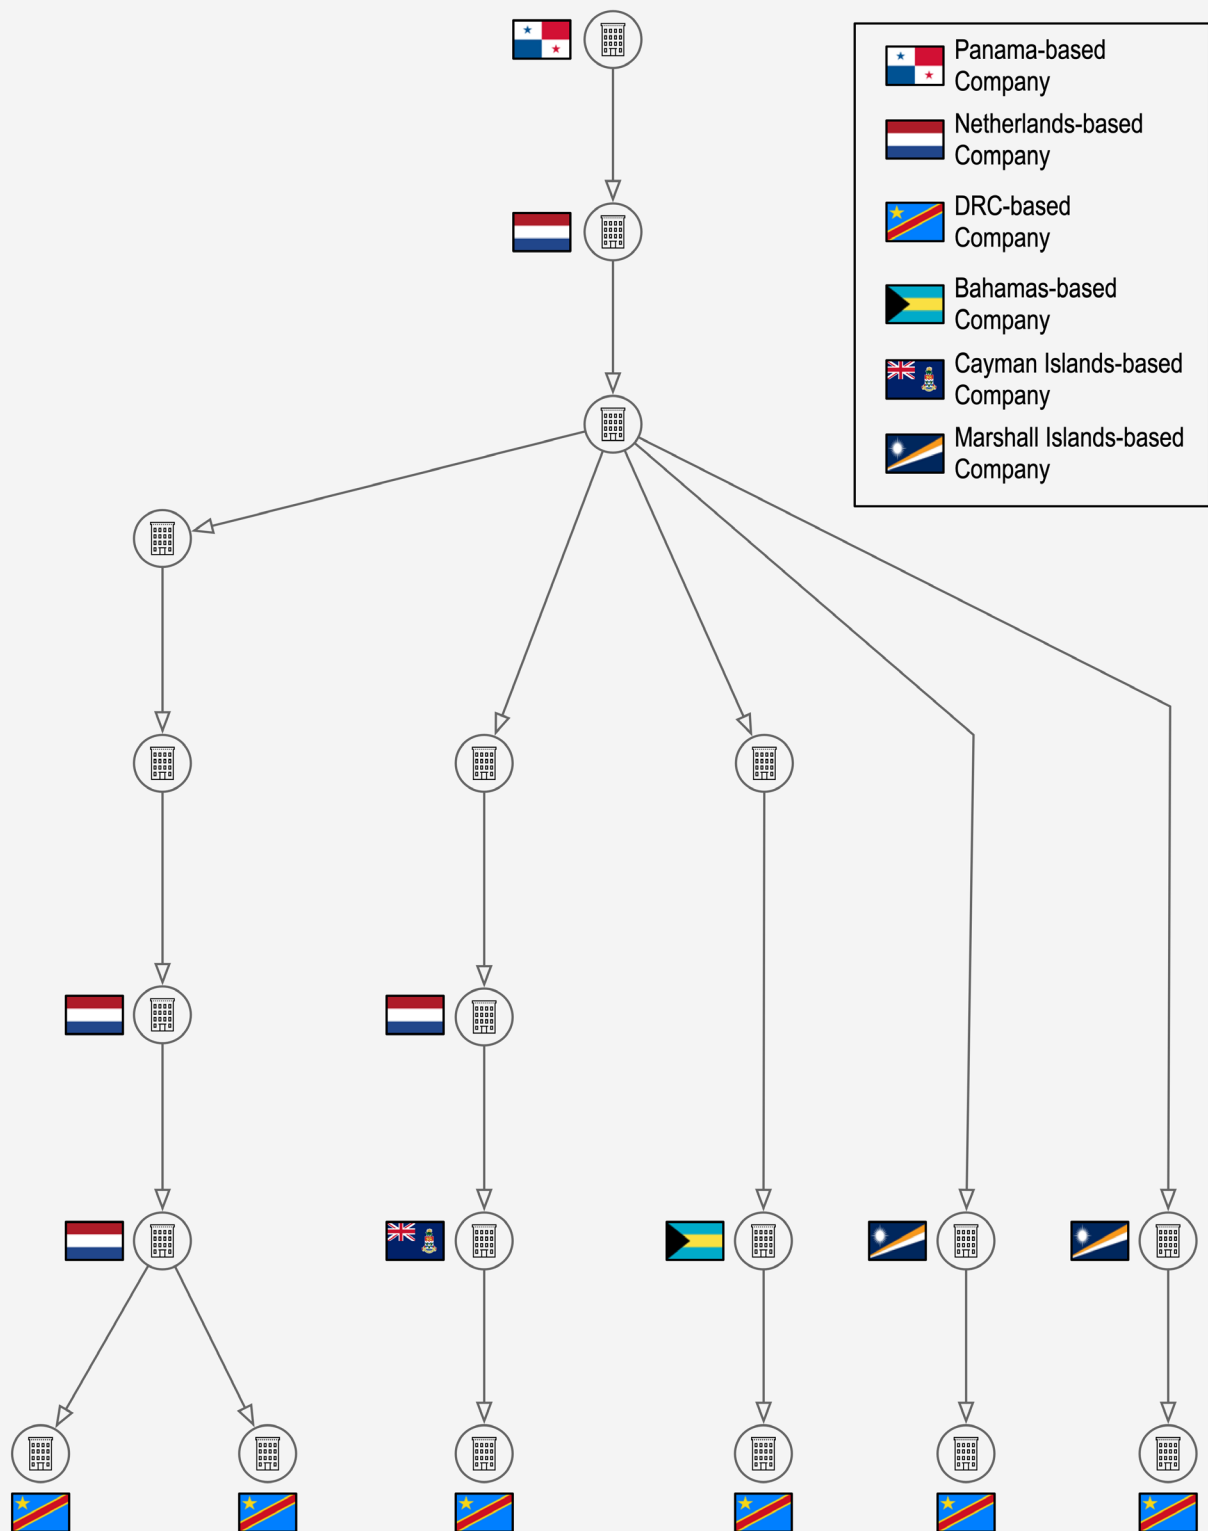 Panama-based
Company
Netherlands-based
Company
DRC-based
Company
Bahamas-based
Company
Cayman Islands-based
Company
Marshall Islands-based
Company